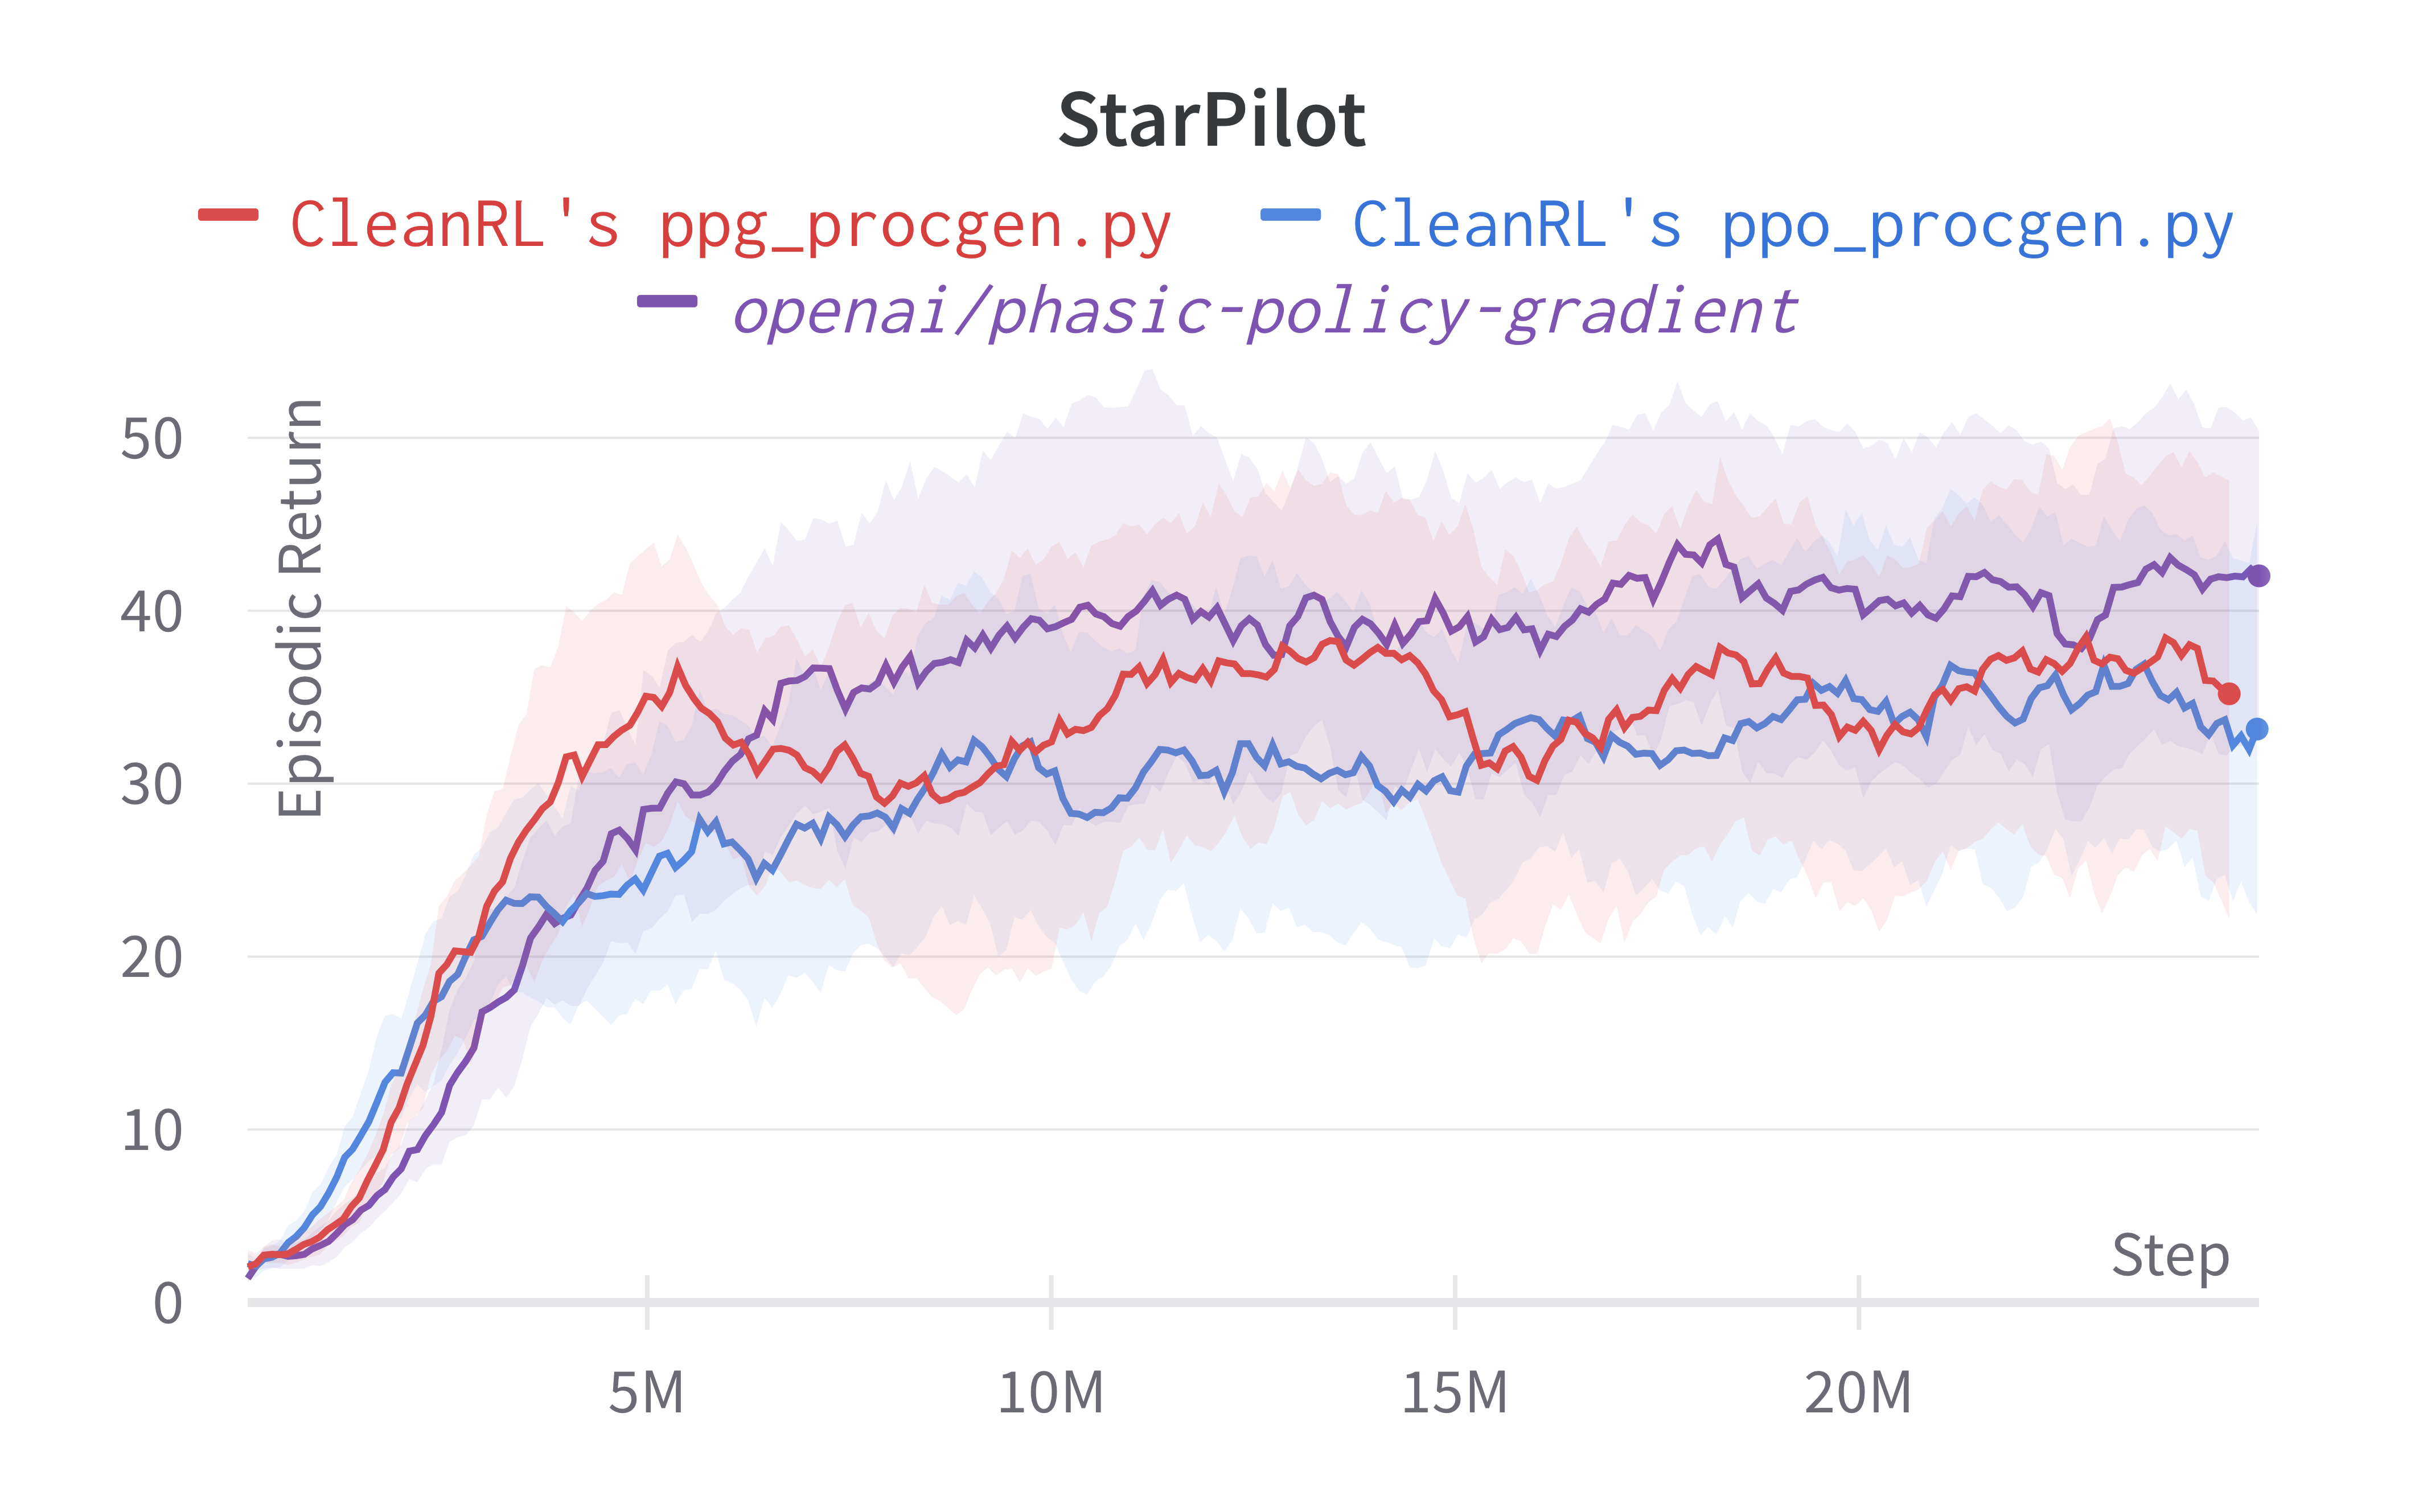 StarPilot
CleanRL's ppg_procgen.py CleanRL's ppo_procgen.py
openai/phasic-policy-gradient
Episodic Return
50
40
30
20
10
0
Step
5M 10M 15M 20M